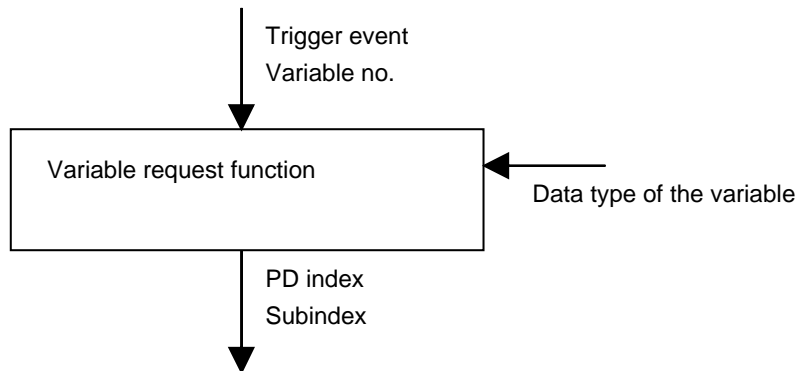 Trigger event
Variable no.
Variable request function
Data type of the variable
PD index
Subindex